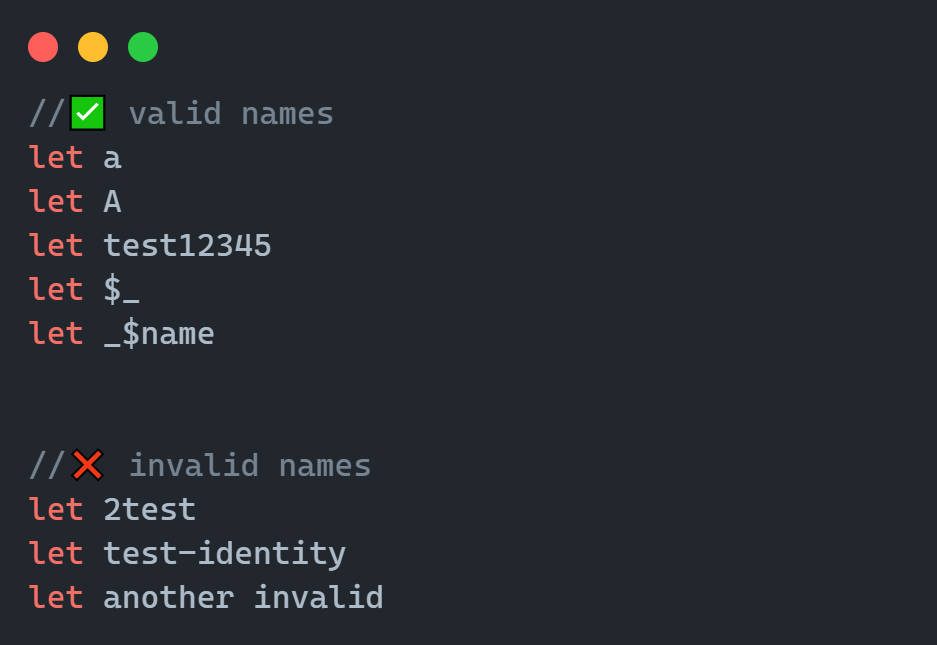 //✅ valid names
let a
let A
let test12345
let $_
let _$name
//❌ invalid names
let 2test
let test-identity
let another invalid